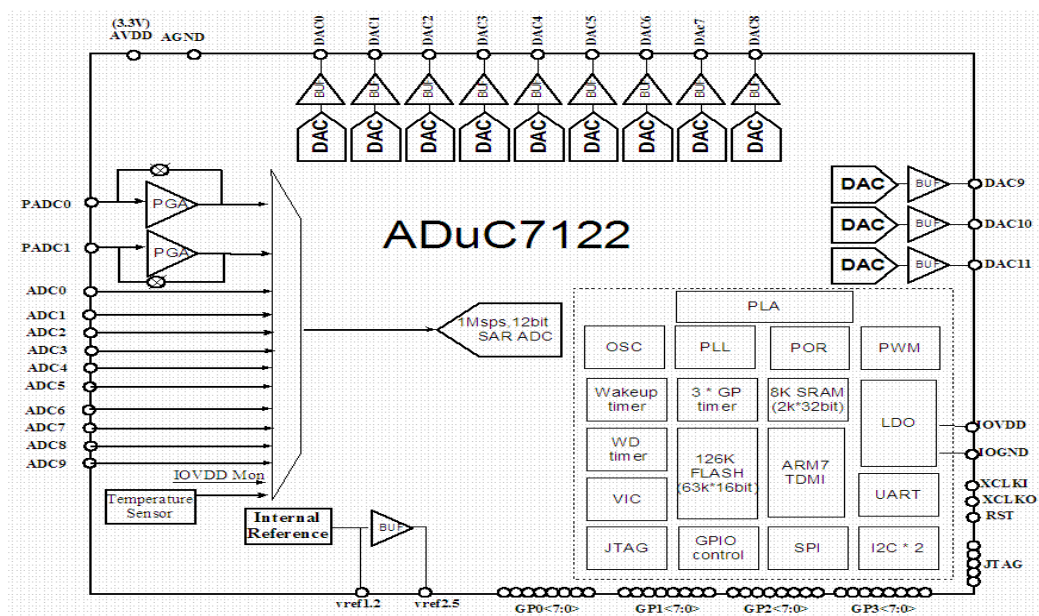 (3.3V)
AVDD AGND
DAC0
DAC1
DAC2
DAC3
DAC4
DAC5
DAC6
DAc7
DAC8
BUF
BUF
BUF
BUF
BUF
BUF
BUF
BUF
BUF
DAC
DAC
DAC
DAC
DAC
DAC
DAC
DAC
DAC
DAC BUF DAC9
DAC BUF DAC10
DAC BUF DAC11
PADC0 PGA
PADC1 PGA
ADuC7122
ADC0
ADC1
ADC2
ADC3
ADC4
ADC5
ADC6
ADC7
ADC8
ADC9
IOVDD Mon
Temperature
Sensor
1Msps,12bit
SAR ADC
Internal
Reference
BUF
vref1.2 vref2.5
PLA
OSC PLL POR PWM
Wakeup
timer
3 * GP
timer
8K SRAM
(2k*32bit)
LDO
WD
timer
126K
FLASH
(63k*16bit)
ARM7
TDMI
VIC
UART
JTAG
GPIO
control
SPI
I2C * 2
IOVDD
IOGND
XCLKI
XCLKO
RST
JTAG
GP0<7:0> GP1<7:0> GP2<7:0> GP3<7:0>